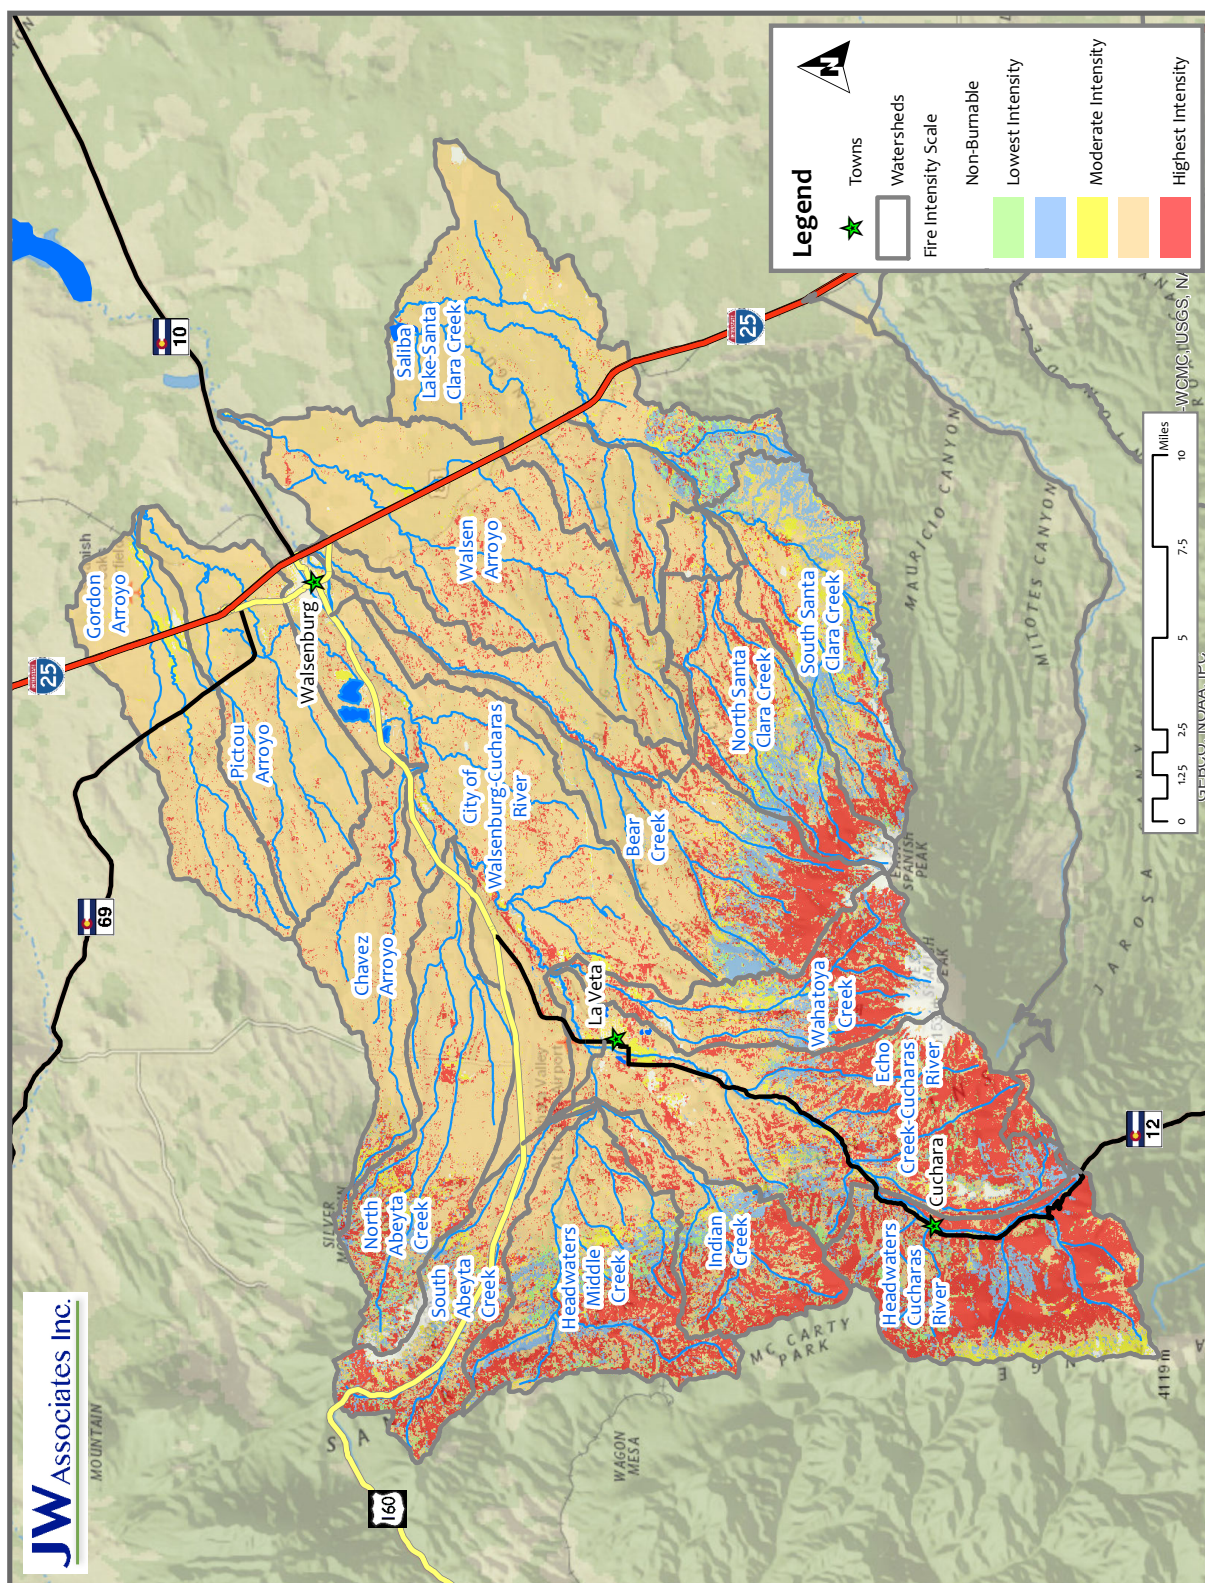 JW Associates Inc.
Legend
Towns
Watersheds
Fire Intensity Scale
Non-Burnable
Lowest Intensity
Moderate Intensity
Highest Intensity
N
25
69
10
25
160
12
Gordon
Arroyo
Pictou
Arroyo
Walsenburg
Saliba
Lake-Santa
Clara Creek
Walsen
Arroyo
City of
Walsenburg-Cucharas
River
Chavez
Arroyo
Bear
Creek
North Santa
Clara Creek
South Santa
Clara Creek
La Veta
Wahatoya
Creek
North
Abeyta
Creek
South
Abeyta
Creek
Headwaters
Middle
Creek
Indian
Creek
Echo
Creek-Cucharas
River
Cuchara
Headwaters
Cucharas
River
MOUNTAIN
SILVER
WAGON
MESA
MC CARTY
PARK
4119 m
SPANISH
PEAK
MAURICIO CANYON
MITOTES CANYON
JAROSA
0 1.25 2.5 5 7.5 10
Miles
-WCMC, USGS, NA